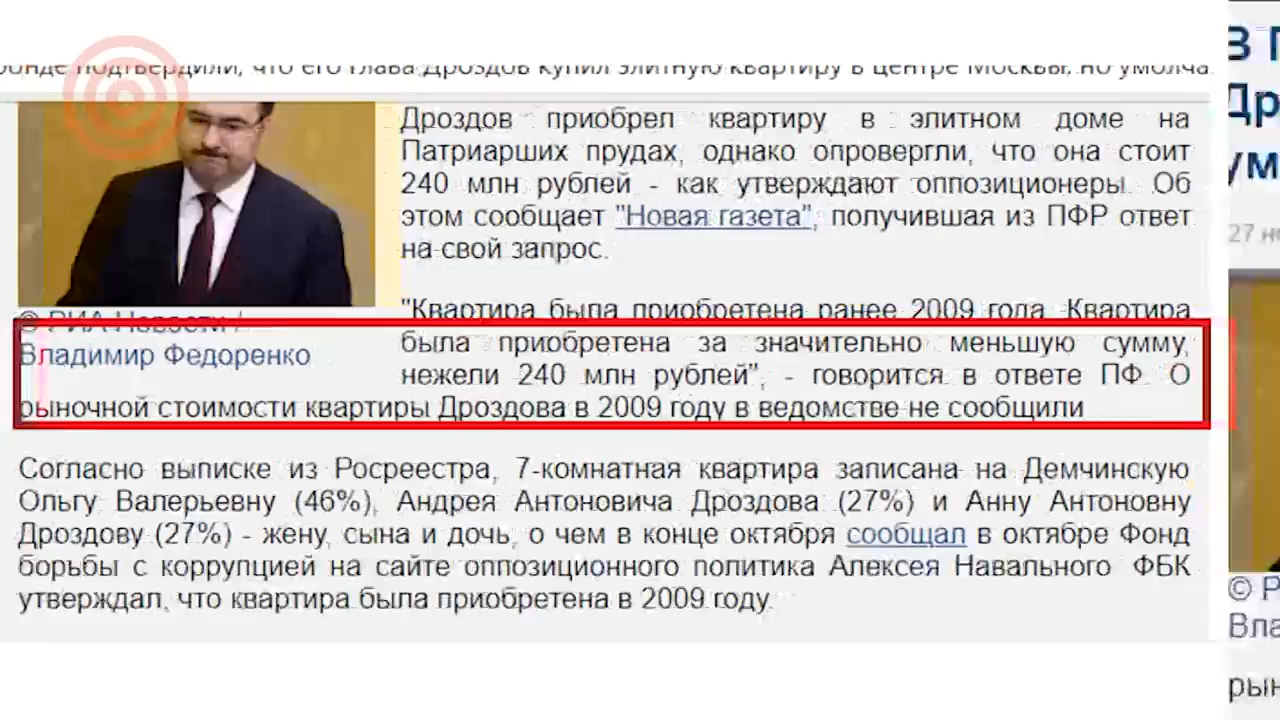 фонде подтвердили, что его глава Дроздов купил элитную квартиру в центре Москвы, но умолча
Дроздов приобрел квартиру в элитном доме на
Патриарших прудах, однако опровергли, что она стоит
240 млн рублей - как утверждают оппозиционеры. Об
этом сообщает "Новая газета", получившая из ПФР ответ
на свой запрос.
"Квартира была приобретена ранее 2009 года. Квартира
© РИА Новости /
Владимир Федоренко
была приобретена за значительно меньшую сумму,
нежели 240 млн рублей", - говорится в ответе ПФ. О
рыночной стоимости квартиры Дроздова в 2009 году в ведомстве не сообщили
Согласно выписке из Росреестра, 7-комнатная квартира записана на Демчинскую
Ольгу Валерьевну (46%), Андрея Антоновича Дроздова (27%) и Анну Антоновну
Дроздову (27%) - жену, сына и дочь, о чем в конце октября сообщал в октябре Фонд
борьбы с коррупцией на сайте оппозиционного политика Алексея Навального ФБК
утверждал, что квартира была приобретена в 2009 году.
В П
Др
ум
27 но
© Р
Вла
рын